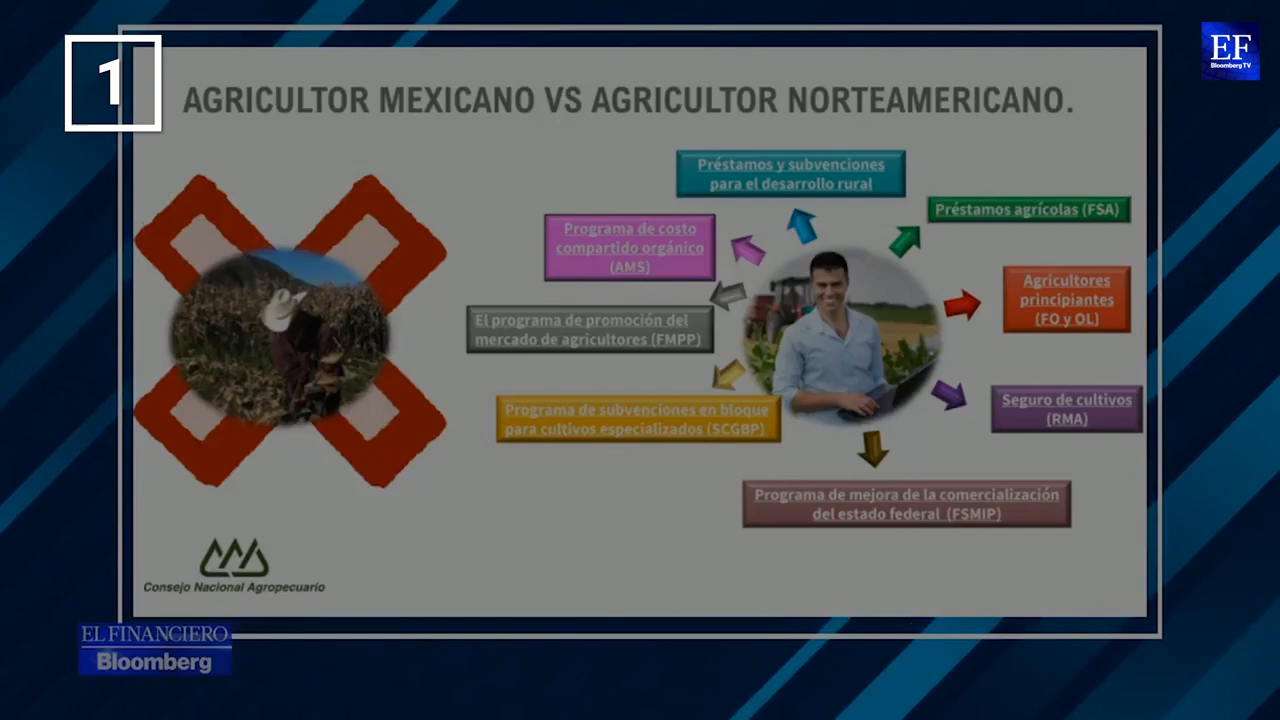 1
EF
Bloomberg TV
AGRICULTOR MEXICANO VS AGRICULTOR NORTEAMERICANO.
Préstamos y subvenciones
para el desarrollo rural
Préstamos agrícolas (FSA)
Programa de costo
compartido orgánico
(AMS)
Agricultores
principiantes
(FO y OL)
El programa de promoción del
mercado de agricultores (FMPP)
Seguro de cultivos
(RMA)
Programa de subvenciones en bloque
para cultivos especializados (SCGBP)
Programa de mejora de la comercialización
del estado federal (FSMIP)
Consejo Nacional Agropecuario
EL FINANCIERO
Bloomberg